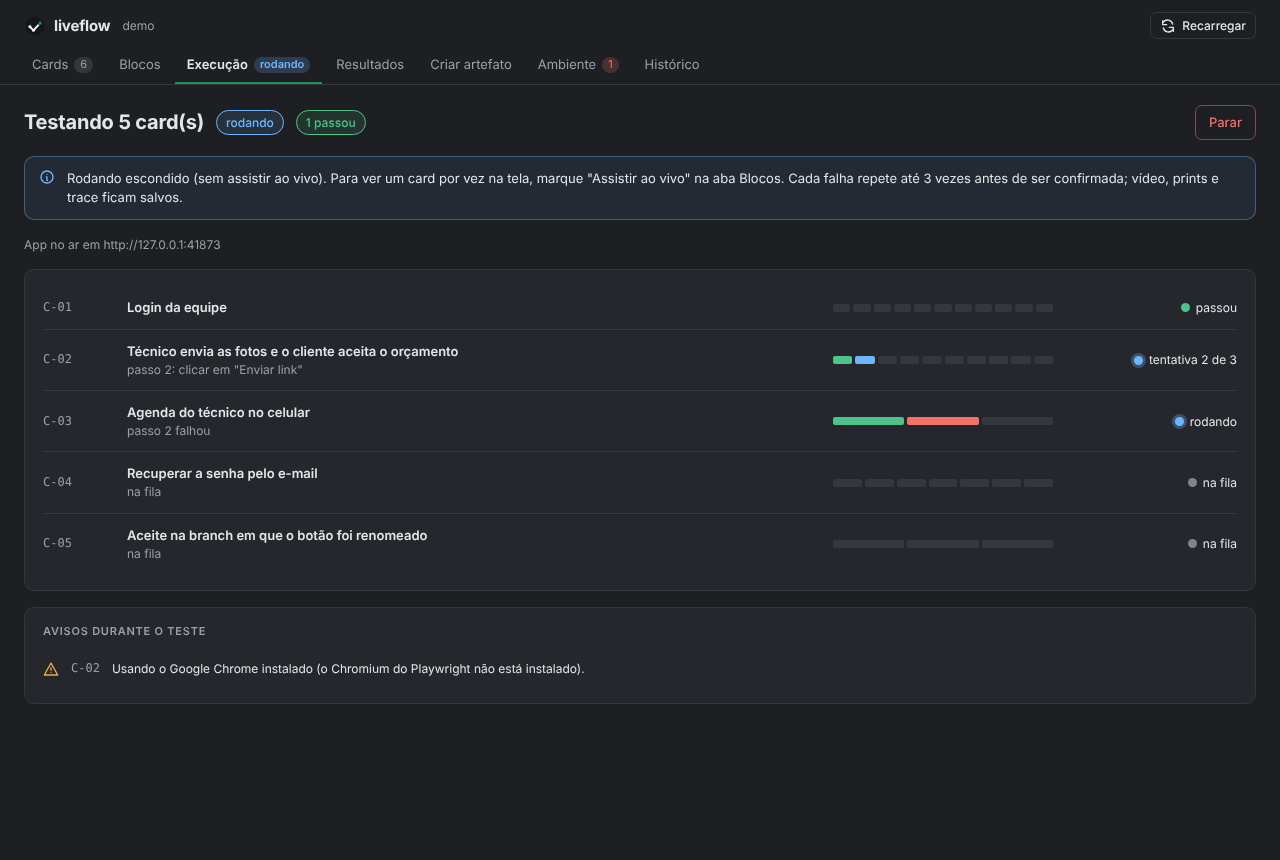 liveflow demo
Recarregar
Cards 6 Blocos Execução rodando Resultados Criar artefato Ambiente 1 Histórico
Testando 5 card(s) rodando 1 passou
Parar
Rodando escondido (sem assistir ao vivo). Para ver um card por vez na tela, marque "Assistir ao vivo" na aba Blocos. Cada falha repete até 3 vezes antes de ser confirmada; vídeo, prints e
trace ficam salvos.
App no ar em http://127.0.0.1:41873
C-01 Login da equipe passou
C-02 Técnico envia as fotos e o cliente aceita o orçamento tentativa 2 de 3
passo 2: clicar em "Enviar link"
C-03 Agenda do técnico no celular rodando
passo 2 falhou
C-04 Recuperar a senha pelo e-mail na fila
na fila
C-05 Aceite na branch em que o botão foi renomeado na fila
na fila
AVISOS DURANTE O TESTE
C-02 Usando o Google Chrome instalado (o Chromium do Playwright não está instalado).